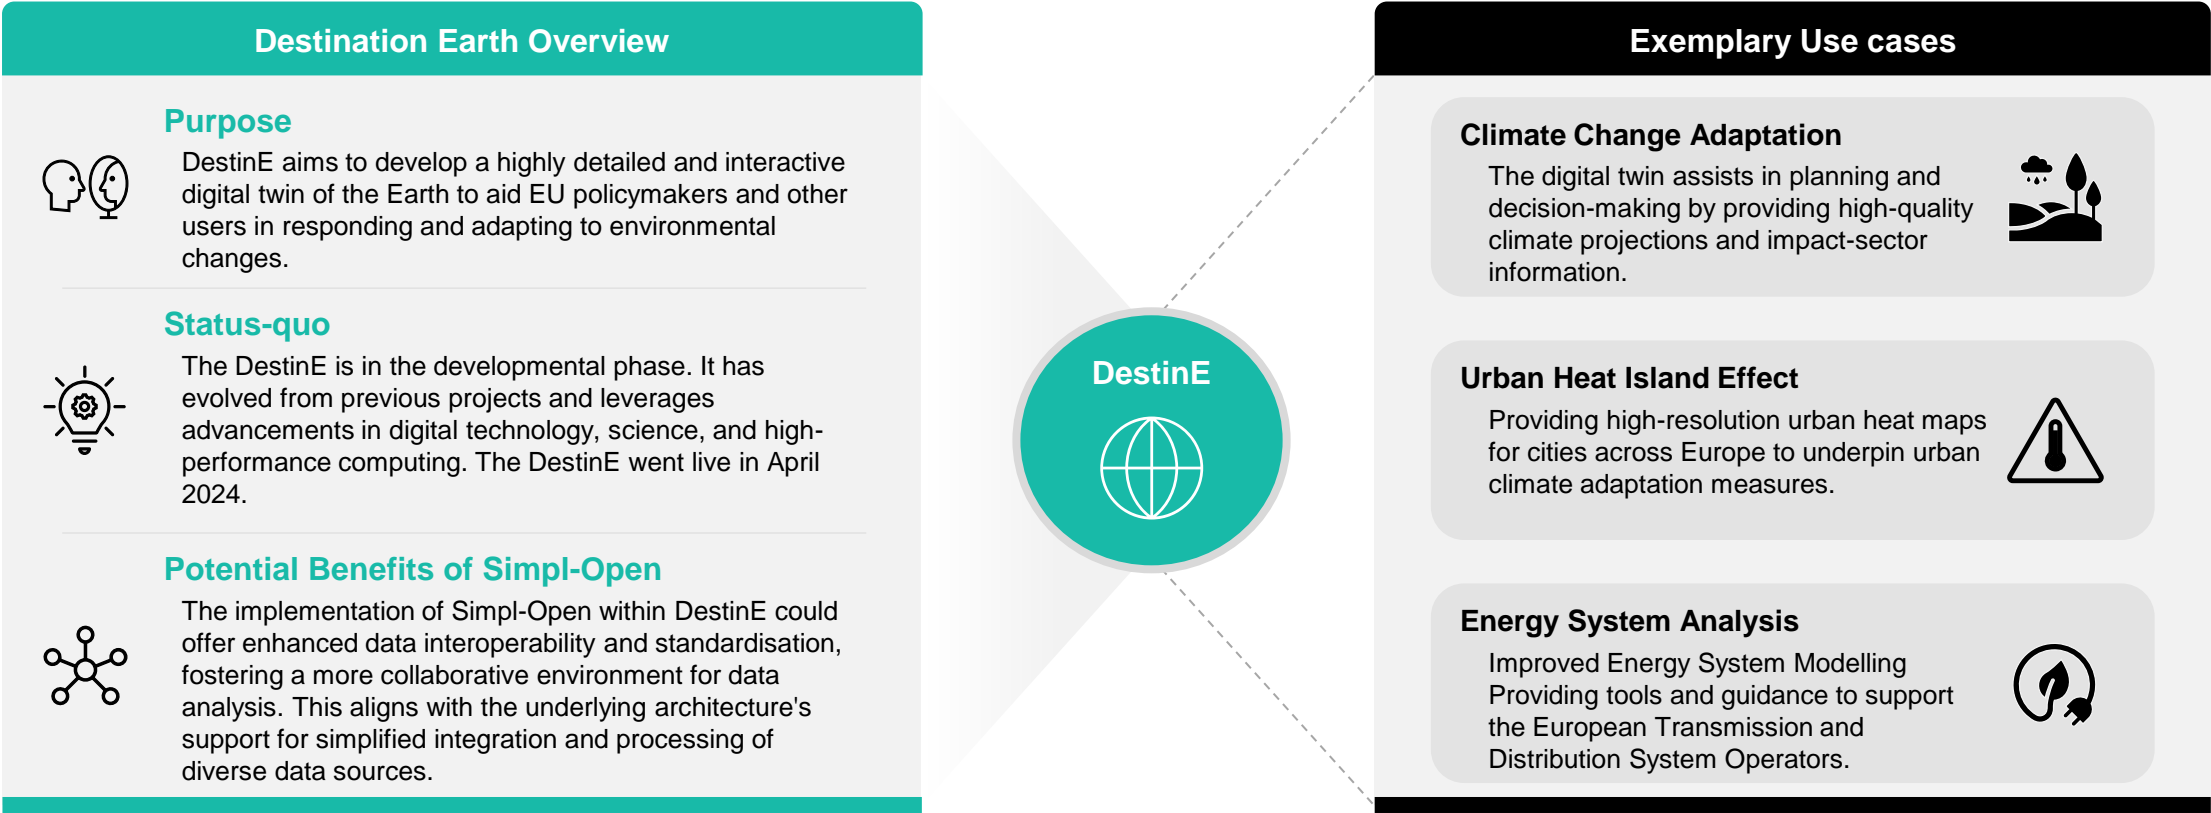 Destination Earth Overview
Purpose
DestinE aims to develop a highly detailed and interactive
digital twin of the Earth to aid EU policymakers and other
users in responding and adapting to environmental
changes.
Status-quo
The DestinE is in the developmental phase. It has
evolved from previous projects and leverages
advancements in digital technology, science, and high-
performance computing. The DestinE went live in April
2024.
Potential Benefits of Simpl-Open
The implementation of Simpl-Open within DestinE could
offer enhanced data interoperability and standardisation,
fostering a more collaborative environment for data
analysis. This aligns with the underlying architecture's
support for simplified integration and processing of
diverse data sources.
DestinE
Exemplary Use cases
Climate Change Adaptation
The digital twin assists in planning and
decision-making by providing high-quality
climate projections and impact-sector
information.
Urban Heat Island Effect
Providing high-resolution urban heat maps
for cities across Europe to underpin urban
climate adaptation measures.
Energy System Analysis
Improved Energy System Modelling
Providing tools and guidance to support
the European Transmission and
Distribution System Operators.